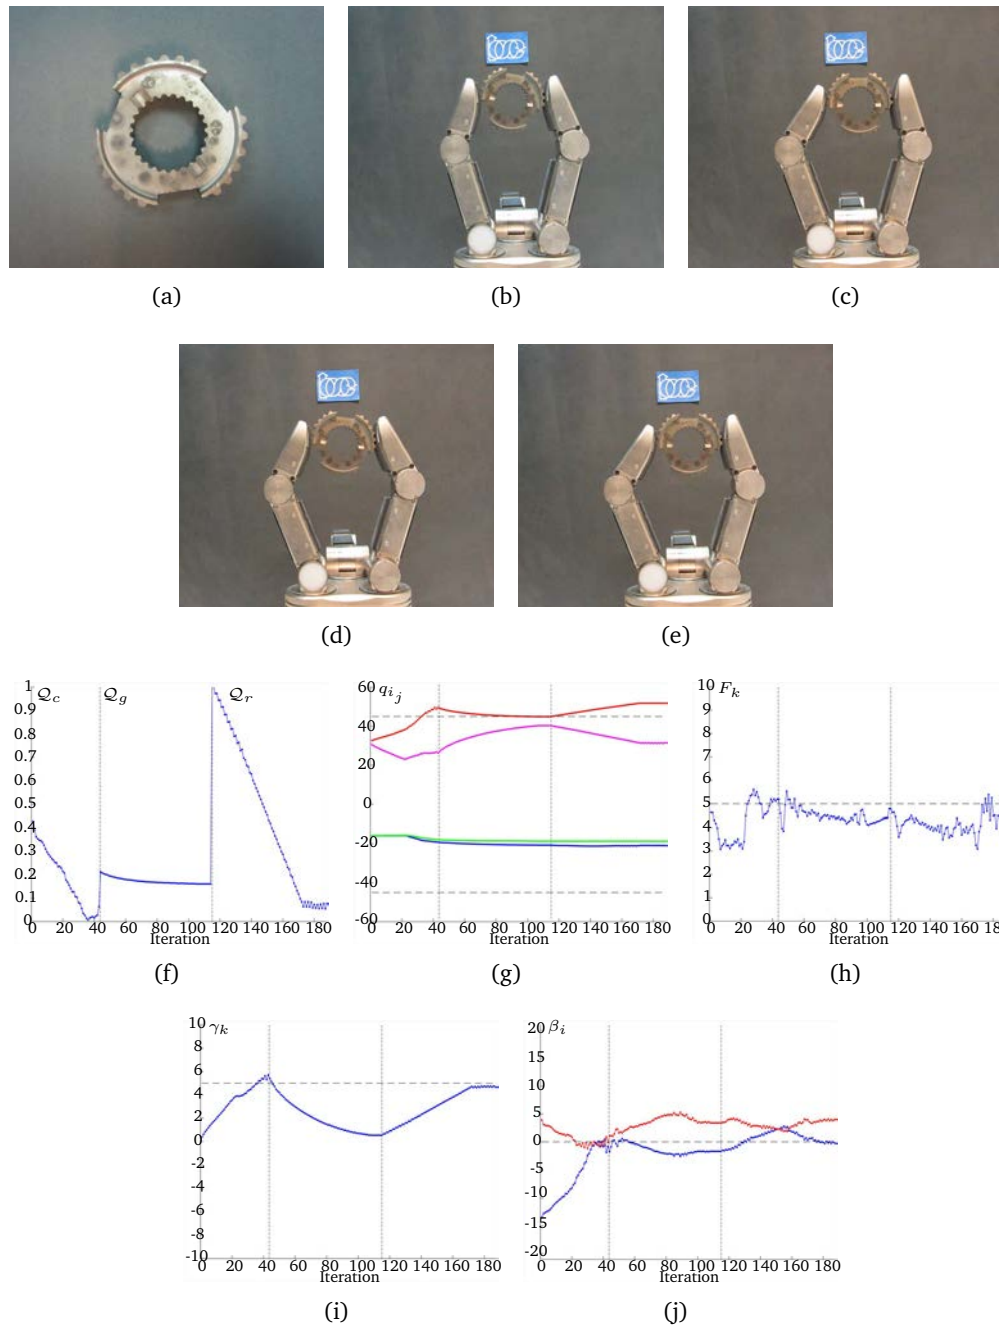 (a)
(b)
(c)
(d)
(e)
1
0.9
0.8
0.7
0.6
0.5
0.4
0.3
0.2
0.1
0
𝒬c
𝒬g
𝒬r
0 20 40 60 80 100 120 140 160 180
Iteration
(f)
60
40
20
0
-20
-40
-60
qij
0 20 40 60 80 100 120 140 160 180
Iteration
(g)
10
9
8
7
6
5
4
3
2
1
0
Fk
0 20 40 60 80 100 120 140 160 18
Iteration
(h)
10
8
6
4
2
0
-2
-4
-6
-8
-10
γk
0 20 40 60 80 100 120 140 160 180
Iteration
(i)
20
15
10
5
0
-5
-10
-15
-20
βi
0 20 40 60 80 100 120 140 160 180
Iteration
(j)